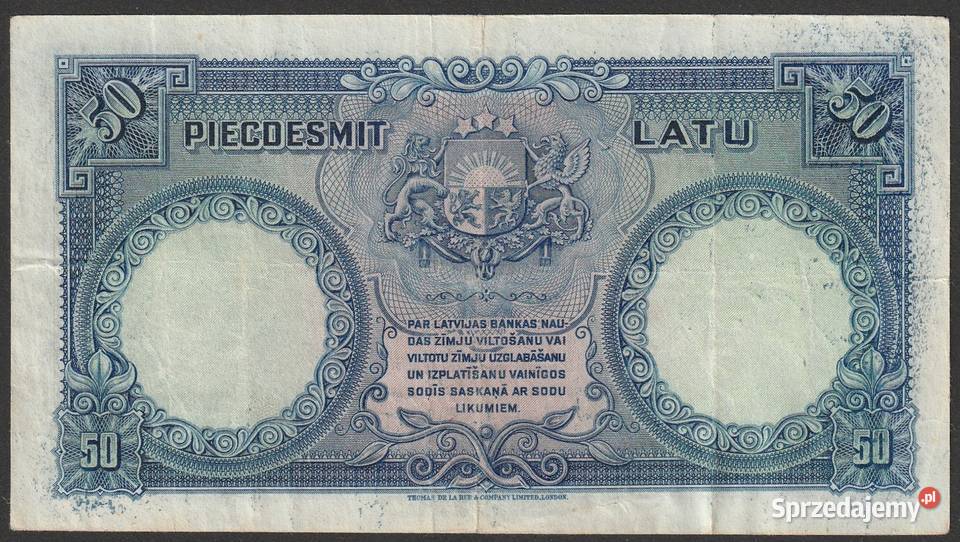 50
50
PIECDESMIT LATU
PAR LATVIJAS BANKAS NAU-
DAS ZĪMJU VILTOŠANU VAI
VILTOTU ZĪMJU UZGLABĀŠANU
UN IZPLATĪŠANU VAINĪGOS
SODĪS SASKAŅĀ AR SODU
LIKUMIEM.
50
50
THOMAS DE LA RUE & COMPANY LIMITED, LONDON.
Sprzedajemy.pl